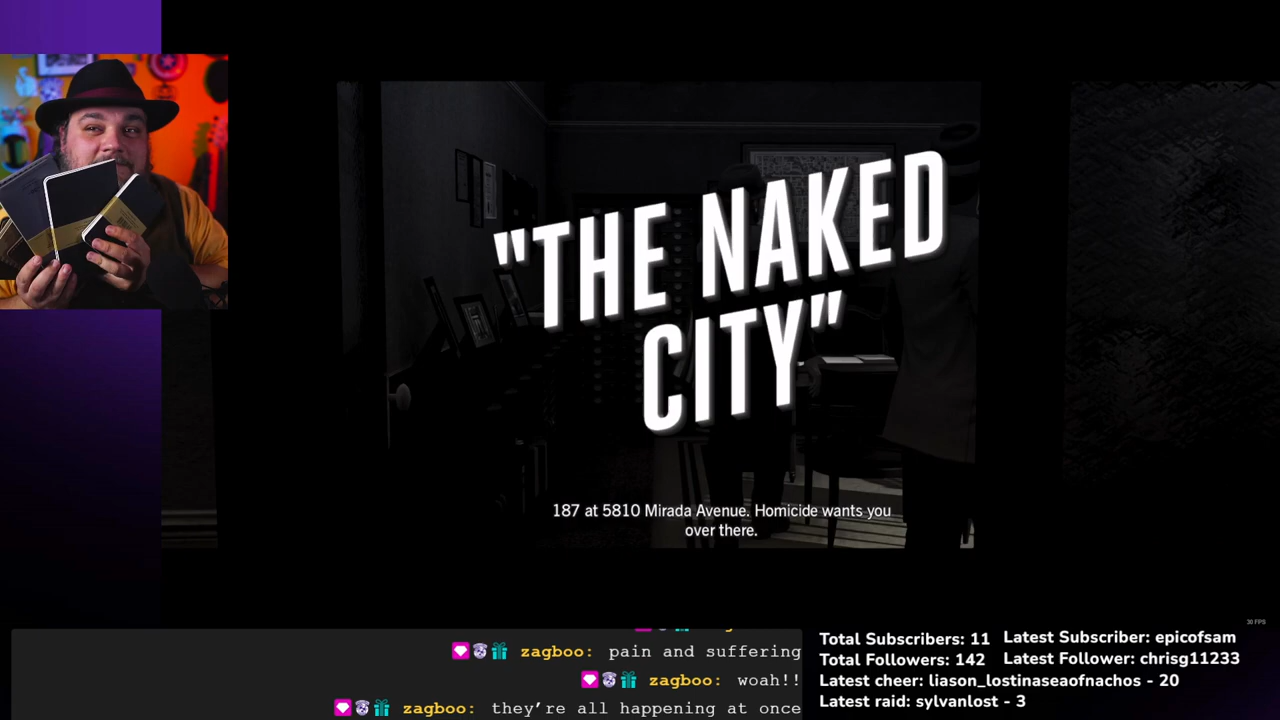 "THE NAKED
CITY"
187 at 5810 Mirada Avenue. Homicide wants you
over there.
30 FPS
zagboo: pain and suffering
zagboo: woah!!
zagboo: they're all happening at once
Total Subscribers: 11
Latest Subscriber: epicofsam
Total Followers: 142
Latest Follower: chrisg11233
Latest cheer: liason_lostinaseaofnachos - 20
Latest raid: sylvanlost - 3